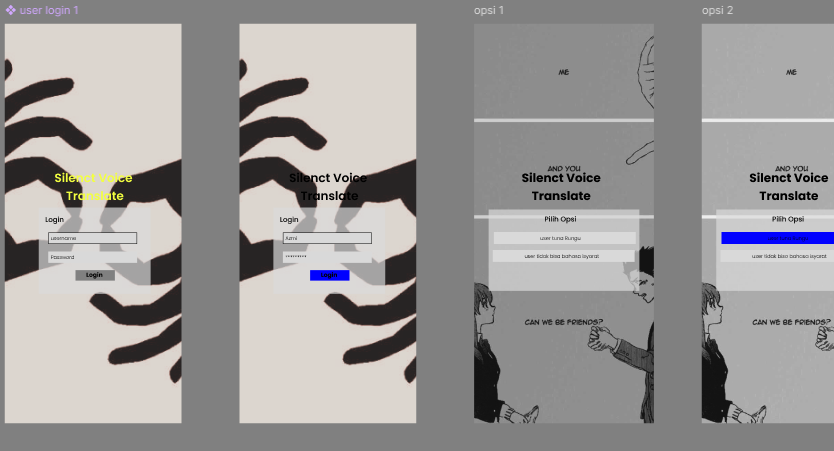 user login 1
Silenct Voice
Translate
Login
username
Password
Login
Silenct Voice
Translate
Login
Azmi
*********
Login
opsi 1
ME
AND YOU
Silenct Voice
Translate
Pilih Opsi
user tuna Rungu
user tidak bisa bahasa isyarat
CAN WE BE FRIENDS?
opsi 2
ME
AND YOU
Silenct Voice
Translate
Pilih Opsi
user tidak bisa bahasa isyarat
CAN WE BE FRIENDS?